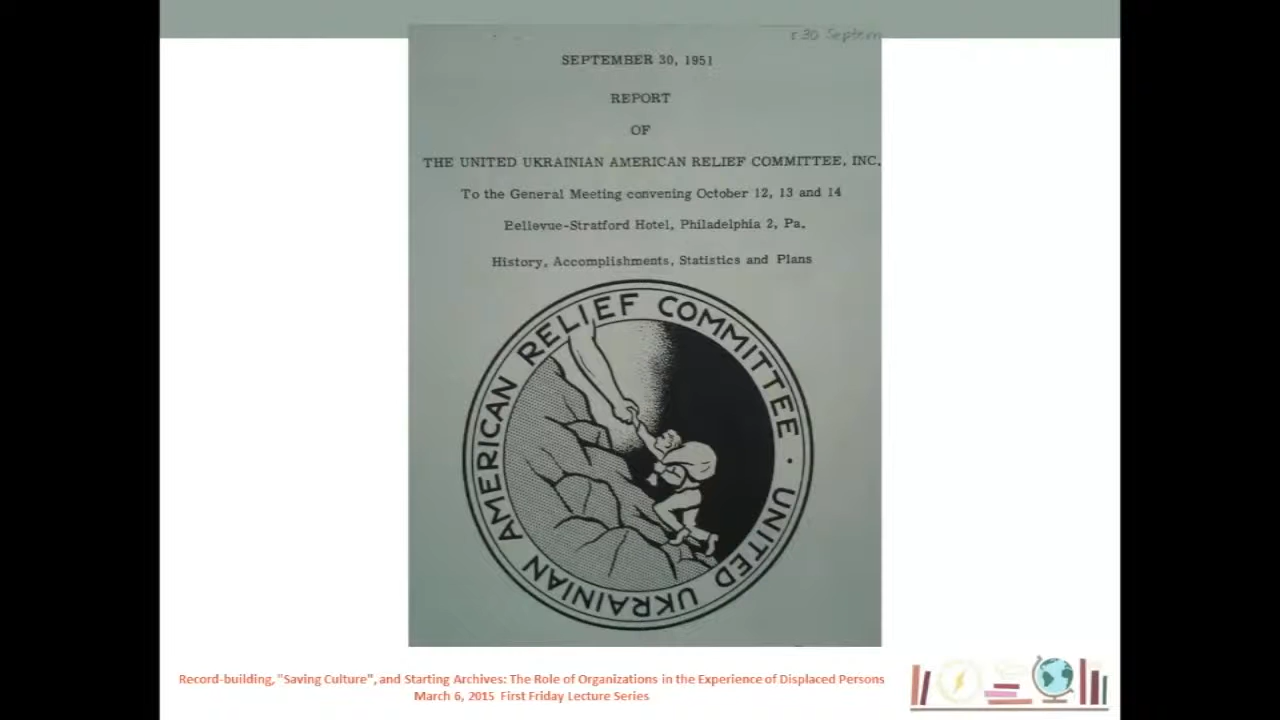 r 30 Septem
SEPTEMBER 30, 1951
REPORT
OF
THE UNITED UKRAINIAN AMERICAN RELIEF COMMITTEE, INC.
To the General Meeting convening October 12, 13 and 14
Bellevue-Stratford Hotel, Philadelphia 2, Pa.
History, Accomplishments, Statistics and Plans
UNITED UKRAINIAN AMERICAN RELIEF COMMITTEE ·
Record-building, "Saving Culture", and Starting Archives: The Role of Organizations in the Experience of Displaced Persons
March 6, 2015 First Friday Lecture Series